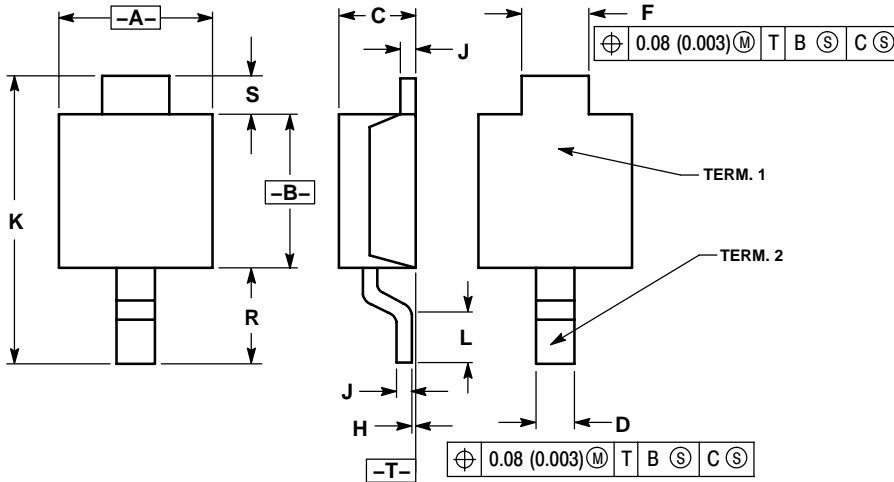 –A–
C
F
J
⌖ 0.08 (0.003) Ⓜ T B Ⓢ C Ⓢ
S
–B–
K
TERM. 1
TERM. 2
R
L
J
H
D
–T–
⌖ 0.08 (0.003) Ⓜ T B Ⓢ C Ⓢ